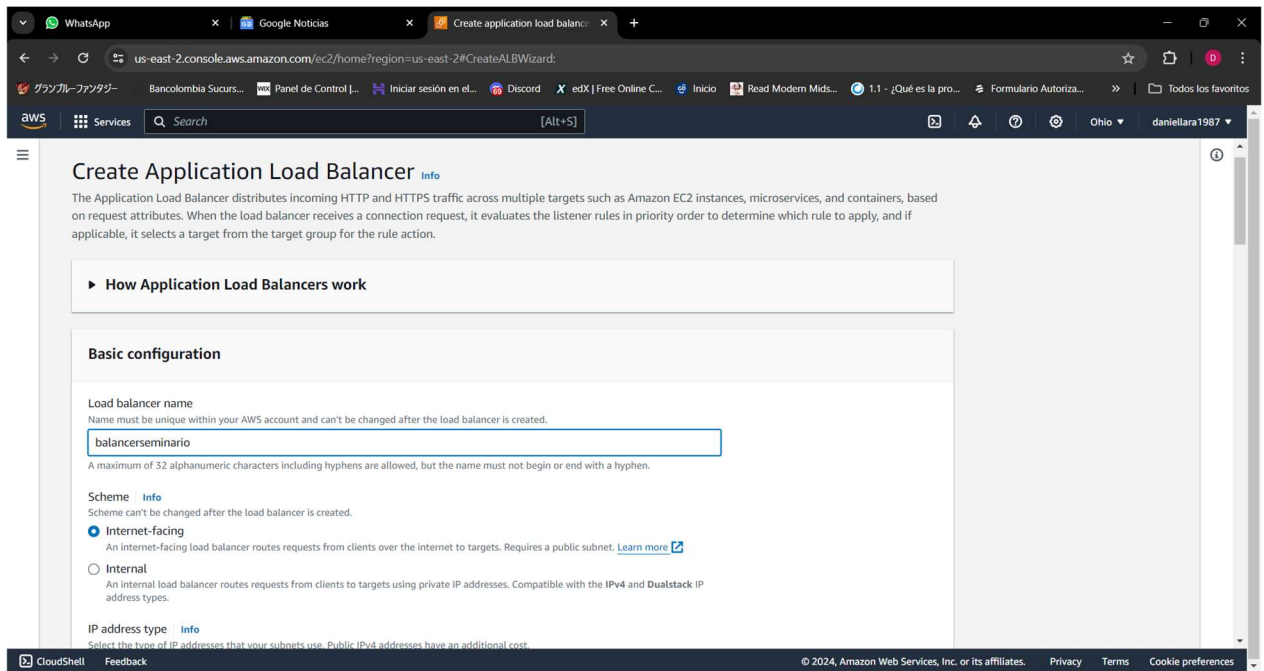 WhatsApp
Google Noticias
Create application load balance
us-east-2.console.aws.amazon.com/ec2/home?region=us-east-2#CreateALBWizard:
D
グランブルーファンタジー
Bancolombia Sucurs...
WIX
Panel de Control |...
Iniciar sesión en el...
69
Discord
X
edX | Free Online C...
Inicio
Read Modern Mids...
1.1 - ¿Qué es la pro...
Formulario Autoriza...
»
Todos los favoritos
aws
Services
Search
[Alt+S]
Ohio
daniellara1987
Create Application Load Balancer Info
The Application Load Balancer distributes incoming HTTP and HTTPS traffic across multiple targets such as Amazon EC2 instances, microservices, and containers, based
on request attributes. When the load balancer receives a connection request, it evaluates the listener rules in priority order to determine which rule to apply, and if
applicable, it selects a target from the target group for the rule action.
How Application Load Balancers work
Basic configuration
Load balancer name
Name must be unique within your AWS account and can't be changed after the load balancer is created.
balancerseminario
A maximum of 32 alphanumeric characters including hyphens are allowed, but the name must not begin or end with a hyphen.
Scheme Info
Scheme can't be changed after the load balancer is created.
Internet-facing
An internet-facing load balancer routes requests from clients over the internet to targets. Requires a public subnet. Learn more
Internal
An internal load balancer routes requests from clients to targets using private IP addresses. Compatible with the IPv4 and Dualstack IP
address types.
IP address type Info
Select the type of IP addresses that your subnets use. Public IPv4 addresses have an additional cost.
CloudShell
Feedback
© 2024, Amazon Web Services, Inc. or its affiliates.
Privacy
Terms
Cookie preferences